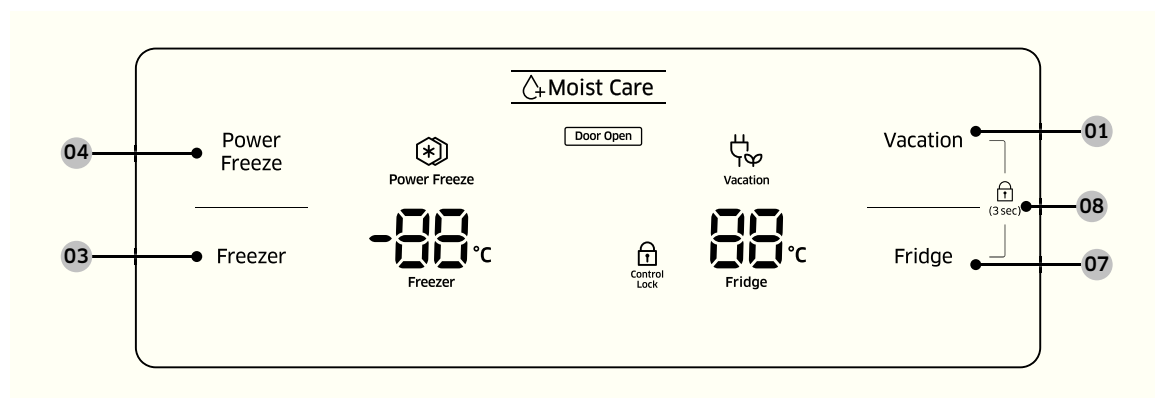 Moist Care
Door Open
04
Power
Freeze
Power Freeze
Vacation
Vacation
01
(3 sec)
08
03
Freezer
-88 °C
Freezer
Control
Lock
88 °C
Fridge
Fridge
07